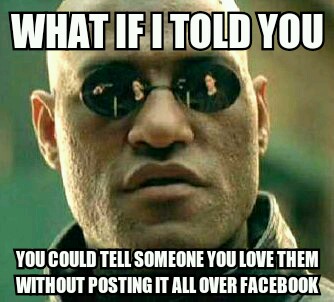 WHAT IF I TOLD YOU
YOU COULD TELL SOMEONE YOU LOVE THEM
WITHOUT POSTING IT ALL OVER FACEBOOK